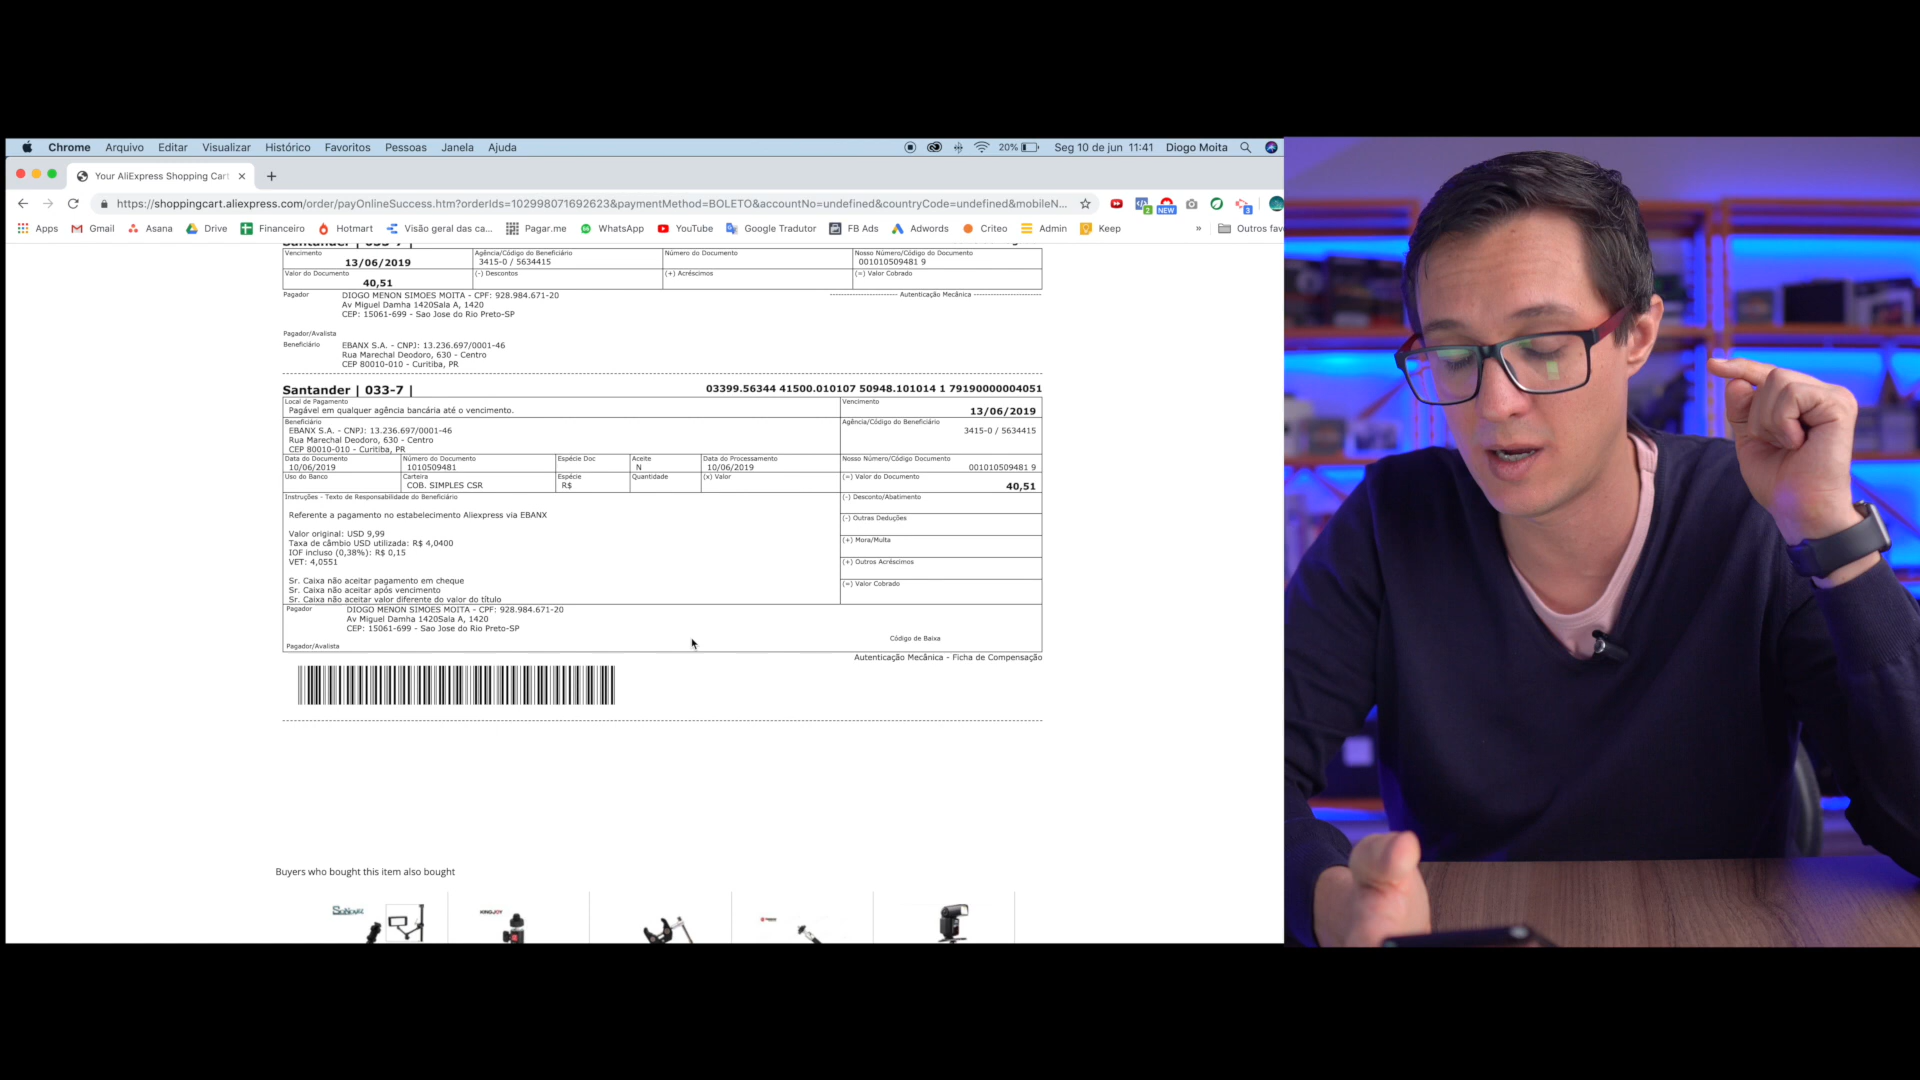 Chrome Arquivo Editar Visualizar Histórico Favoritos Pessoas Janela Ajuda 20% Seg 10 de jun 11:41 Diogo Moita
Your AliExpress Shopping Cart
https://shoppingcart.aliexpress.com/order/payOnlineSuccess.htm?orderIds=102998071692623&paymentMethod=BOLETO&accountNo=undefined&countryCode=undefined&mobileN...
NEW 2 3
Apps Gmail Asana Drive Financeiro Hotmart Visão geral das ca... Pagar.me WhatsApp YouTube Google Tradutor FB Ads Adwords Criteo Admin Keep » Outros fav
Santander | 033-7 |
Vencimento Agência/Código do Beneficiário Número do Documento Nosso Número/Código do Documento
13/06/2019 3415-0 / 5634415 001010509481 9
Valor do Documento (-) Descontos (+) Acréscimos (=) Valor Cobrado
40,51
Pagador DIOGO MENON SIMOES MOITA - CPF: 928.984.671-20 Autenticação Mecânica
Av Miguel Damha 1420Sala A, 1420
CEP: 15061-699 - Sao Jose do Rio Preto-SP
Pagador/Avalista
Beneficiário EBANX S.A. - CNPJ: 13.236.697/0001-46
Rua Marechal Deodoro, 630 - Centro
CEP 80010-010 - Curitiba, PR
Santander | 033-7 | 03399.56344 41500.010107 50948.101014 1 79190000004051
Local de Pagamento Vencimento
Pagável em qualquer agência bancária até o vencimento. 13/06/2019
Beneficiário Agência/Código do Beneficiário
EBANX S.A. - CNPJ: 13.236.697/0001-46 3415-0 / 5634415
Rua Marechal Deodoro, 630 - Centro
CEP 80010-010 - Curitiba, PR
Data do Documento Número do Documento Espécie Doc Aceite Data do Processamento Nosso Número/Código Documento
10/06/2019 1010509481 N 10/06/2019 001010509481 9
Uso do Banco Carteira Espécie Quantidade (x) Valor (=) Valor do Documento
COB. SIMPLES CSR R$ 40,51
Instruções - Texto de Responsabilidade do Beneficiário (-) Desconto/Abatimento
Referente a pagamento no estabelecimento Aliexpress via EBANX
(-) Outras Deduções
Valor original: USD 9,99
Taxa de câmbio USD utilizada: R$ 4,0400 (+) Mora/Multa
IOF incluso (0,38%): R$ 0,15
VET: 4,0551 (+) Outros Acréscimos
Sr. Caixa não aceitar pagamento em cheque (=) Valor Cobrado
Sr. Caixa não aceitar após vencimento
Sr. Caixa não aceitar valor diferente do valor do título
Pagador DIOGO MENON SIMOES MOITA - CPF: 928.984.671-20
Av Miguel Damha 1420Sala A, 1420
CEP: 15061-699 - Sao Jose do Rio Preto-SP
Código de Baixa
Pagador/Avalista
Autenticação Mecânica - Ficha de Compensação
Buyers who bought this item also bought
KINGJOY